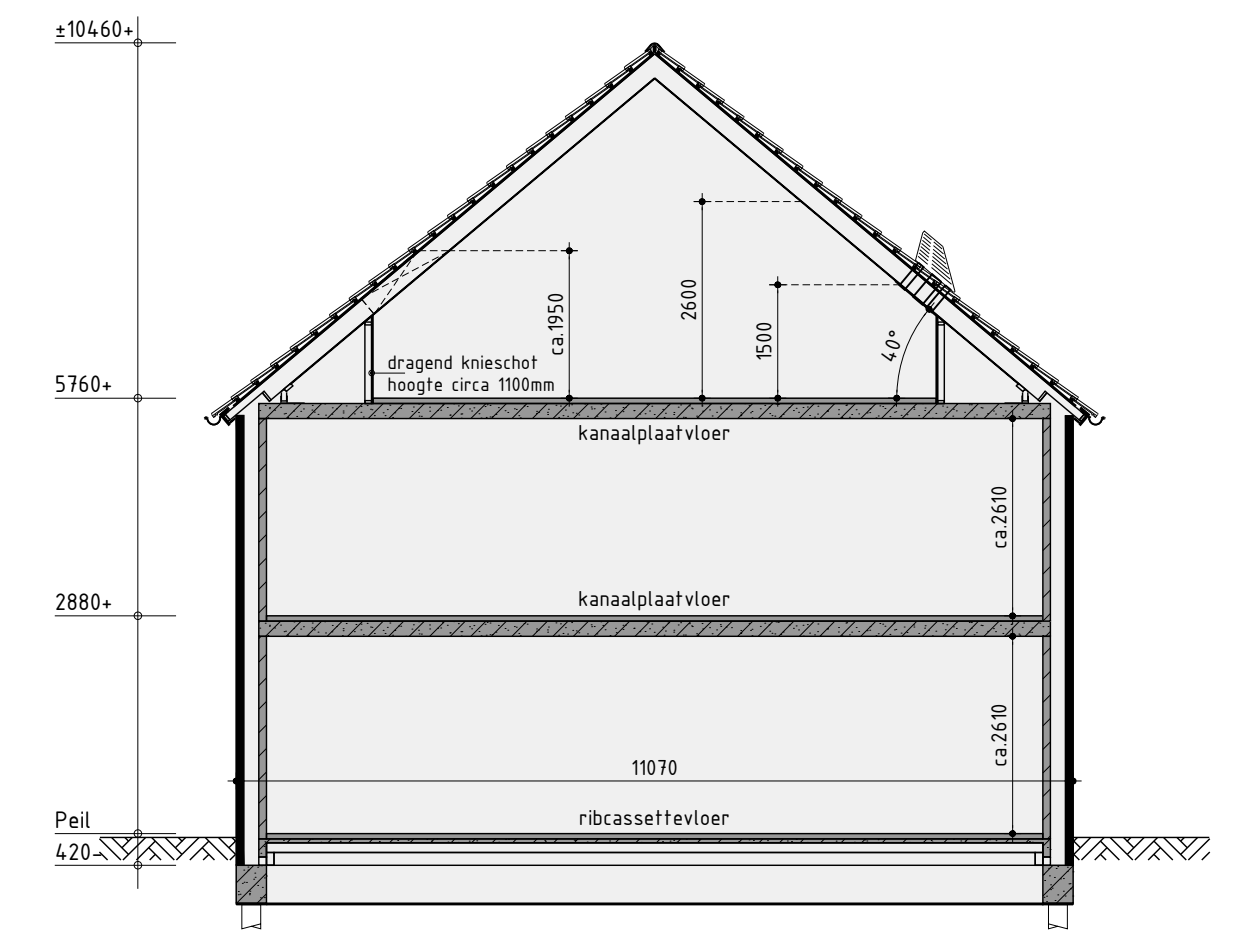 ±10460+
2600
ca.1950
1500
40°
dragend knieschot
hoogte circa 1100mm
5760+
kanaalplaatvloer
ca.2610
kanaalplaatvloer
2880+
ca.2610
11070
ribcassettevloer
Peil
420-